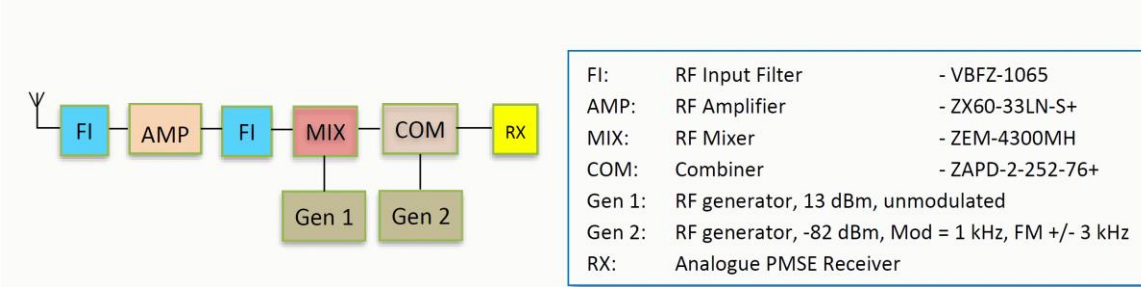 FI AMP FI MIX COM RX
Gen 1 Gen 2
FI: RF Input Filter - VBFZ-1065
AMP: RF Amplifier - ZX60-33LN-S+
MIX: RF Mixer - ZEM-4300MH
COM: Combiner - ZAPD-2-252-76+
Gen 1: RF generator, 13 dBm, unmodulated
Gen 2: RF generator, -82 dBm, Mod = 1 kHz, FM +/- 3 kHz
RX: Analogue PMSE Receiver